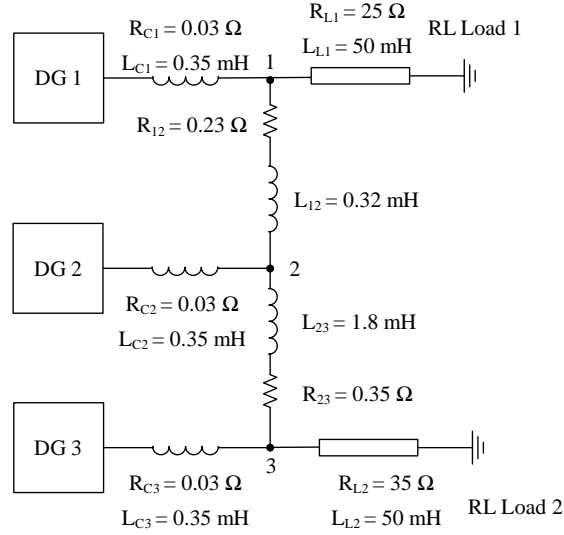 R_C1 = 0.03 Ω
R_L1 = 25 Ω
RL Load 1
DG 1
L_C1 = 0.35 mH
1
L_L1 = 50 mH
R_12 = 0.23 Ω
L_12 = 0.32 mH
DG 2
2
R_C2 = 0.03 Ω
L_C2 = 0.35 mH
L_23 = 1.8 mH
R_23 = 0.35 Ω
DG 3
3
R_C3 = 0.03 Ω
L_C3 = 0.35 mH
R_L2 = 35 Ω
L_L2 = 50 mH
RL Load 2